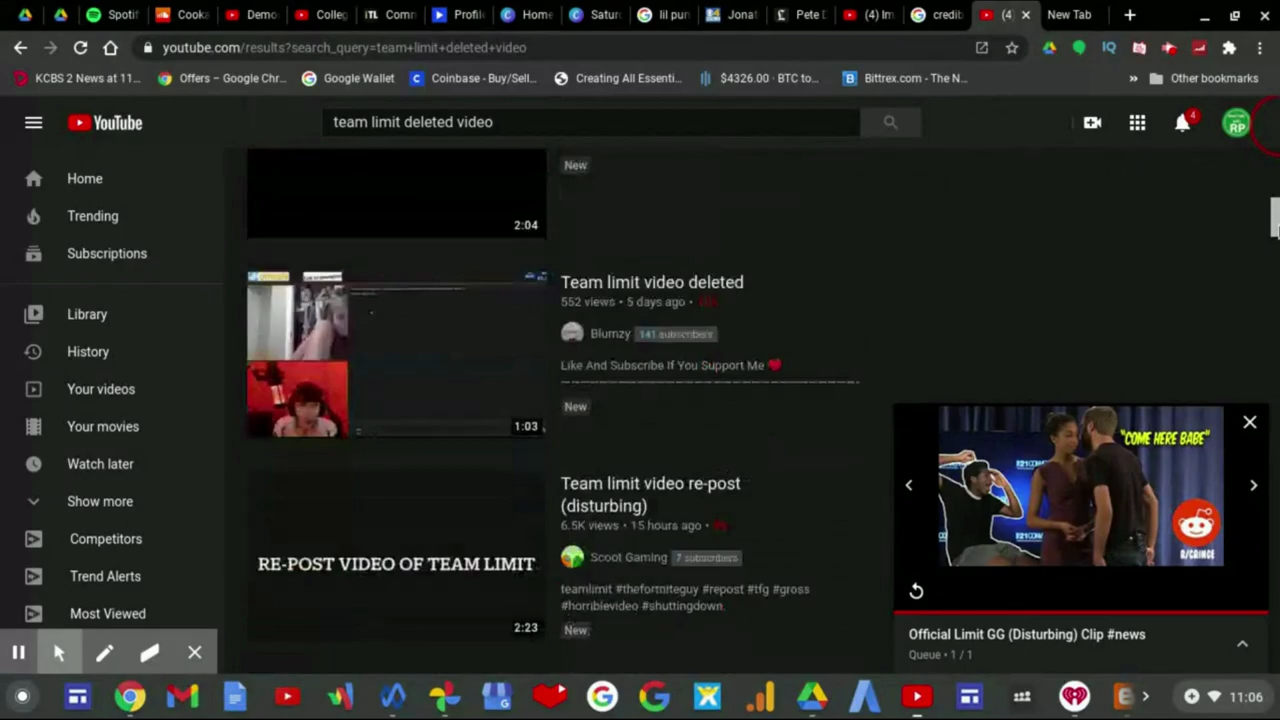 Spotif
Cooka
Demo
Colleg
ITL Comn
Profile
Home
Satur
lil pun
Jonat
Pete D
(4) Im
credib
(4
New Tab
youtube.com/results?search_query=team+limit+deleted+video
KCBS 2 News at 11...
Offers – Google Chr...
Google Wallet
Coinbase - Buy/Sell...
Creating All Essenti...
$4326.00 · BTC to...
Bittrex.com - The N...
Other bookmarks
YouTube
team limit deleted video
4
RP
Home
Trending
Subscriptions
Library
History
Your videos
Your movies
Watch later
Show more
Competitors
Trend Alerts
Most Viewed
New
2:04
Team limit video deleted
552 views • 5 days ago •
Blumzy 141 subscribers
Like And Subscribe If You Support Me
New
1:03
Team limit video re-post
(disturbing)
6.5K views • 15 hours ago •
Scoot Gaming 7 subscribers
teamlimit #thefortniteguy #repost #tfg #gross
#horriblevideo #shuttingdown.
New
RE-POST VIDEO OF TEAM LIMIT
2:23
"COME HERE BABE"
R/CRINGE
Official Limit GG (Disturbing) Clip #news
Queue • 1 / 1
11:06